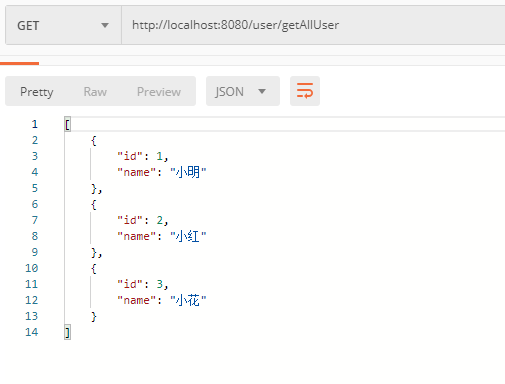 GET http://localhost:8080/user/getAllUser
Pretty Raw Preview JSON
1 [
2 {
3 "id": 1,
4 "name": "小明"
5 },
6 {
7 "id": 2,
8 "name": "小红"
9 },
10 {
11 "id": 3,
12 "name": "小花"
13 }
14 ]